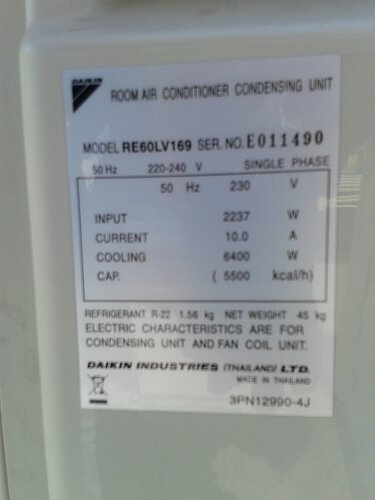 DAIKIN
ROOM AIR CONDITIONER CONDENSING UNIT
MODEL RE60LV169 SER. NO. E011490
50 Hz 220-240 V SINGLE PHASE
50 Hz 230 V
INPUT 2237 W
CURRENT 10.0 A
COOLING 6400 W
CAP. ( 5500 kcal/h)
REFRIGERANT R-22 1.56 kg NET WEIGHT 45 kg
ELECTRIC CHARACTERISTICS ARE FOR
CONDENSING UNIT AND FAN COIL UNIT.
DAIKIN INDUSTRIES (THAILAND) LTD.
MADE IN THAILAND
3PN12990-4J